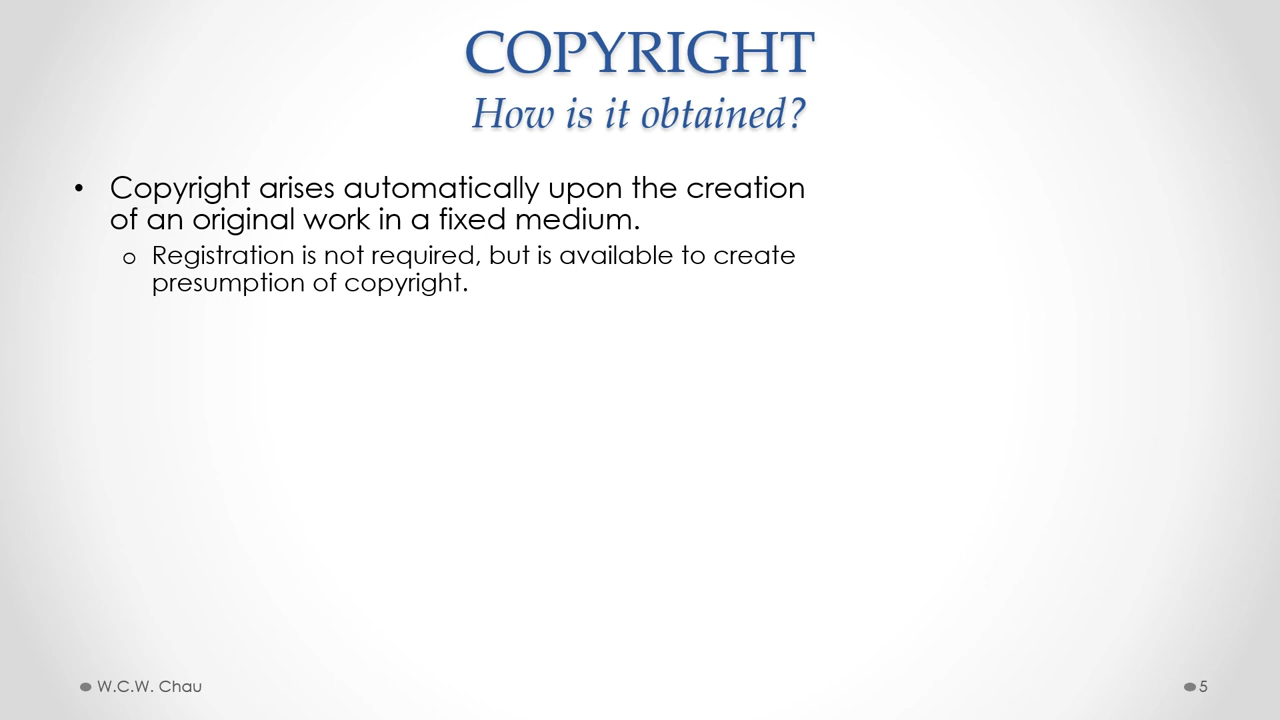 COPYRIGHT
How is it obtained?
• Copyright arises automatically upon the creation
of an original work in a fixed medium.
o Registration is not required, but is available to create
presumption of copyright.
W.C.W. Chau
5